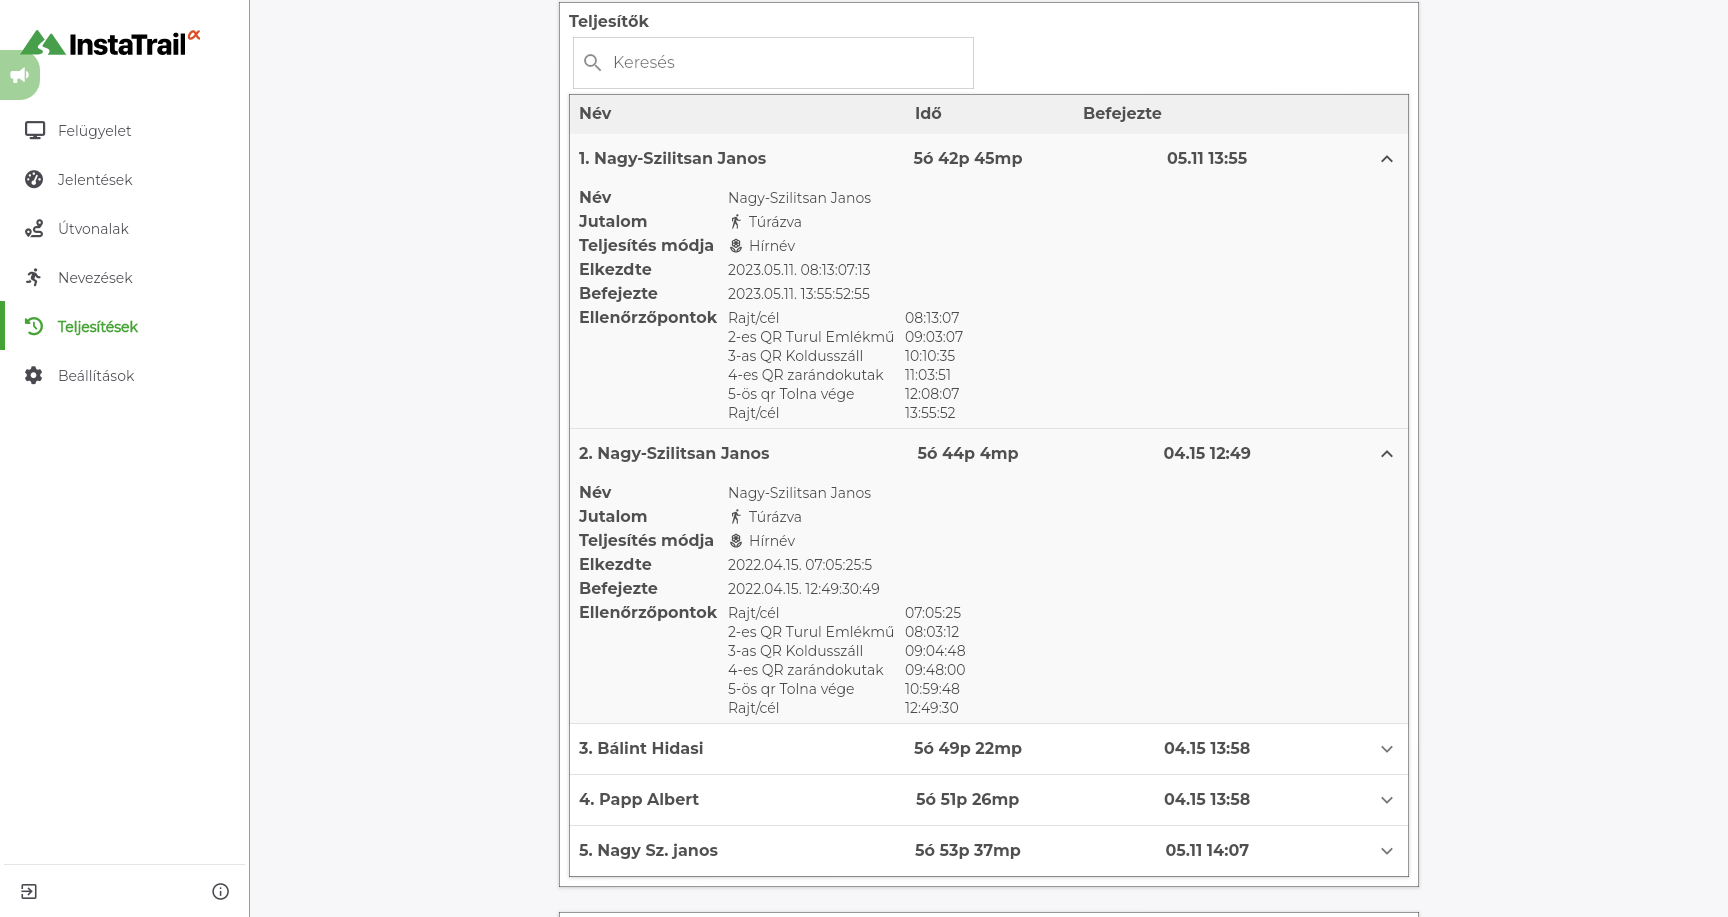 InstaTrail α
Felügyelet
Jelentések
Útvonalak
Nevezések
Teljesítések
Beállítások
Teljesítők
Keresés
Név Idő Befejezte
1. Nagy-Szilitsan Janos 5ó 42p 45mp 05.11 13:55
Név Nagy-Szilitsan Janos
Jutalom Túrázva
Teljesítés módja Hírnév
Elkezdte 2023.05.11. 08:13:07:13
Befejezte 2023.05.11. 13:55:52:55
Ellenőrzőpontok Rajt/cél 08:13:07
2-es QR Turul Emlékmű 09:03:07
3-as QR Koldusszáll 10:10:35
4-es QR zarándokutak 11:03:51
5-ös qr Tolna vége 12:08:07
Rajt/cél 13:55:52
2. Nagy-Szilitsan Janos 5ó 44p 4mp 04.15 12:49
Név Nagy-Szilitsan Janos
Jutalom Túrázva
Teljesítés módja Hírnév
Elkezdte 2022.04.15. 07:05:25:5
Befejezte 2022.04.15. 12:49:30:49
Ellenőrzőpontok Rajt/cél 07:05:25
2-es QR Turul Emlékmű 08:03:12
3-as QR Koldusszáll 09:04:48
4-es QR zarándokutak 09:48:00
5-ös qr Tolna vége 10:59:48
Rajt/cél 12:49:30
3. Bálint Hidasi 5ó 49p 22mp 04.15 13:58
4. Papp Albert 5ó 51p 26mp 04.15 13:58
5. Nagy Sz. janos 5ó 53p 37mp 05.11 14:07